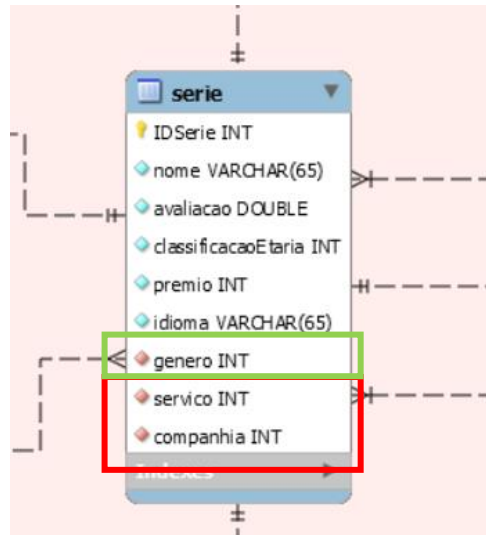 serie
IDSerie INT
nome VARCHAR(65)
avaliacao DOUBLE
classificacaoEtaria INT
premio INT
idioma VARCHAR(65)
genero INT
servico INT
companhia INT
Indexes